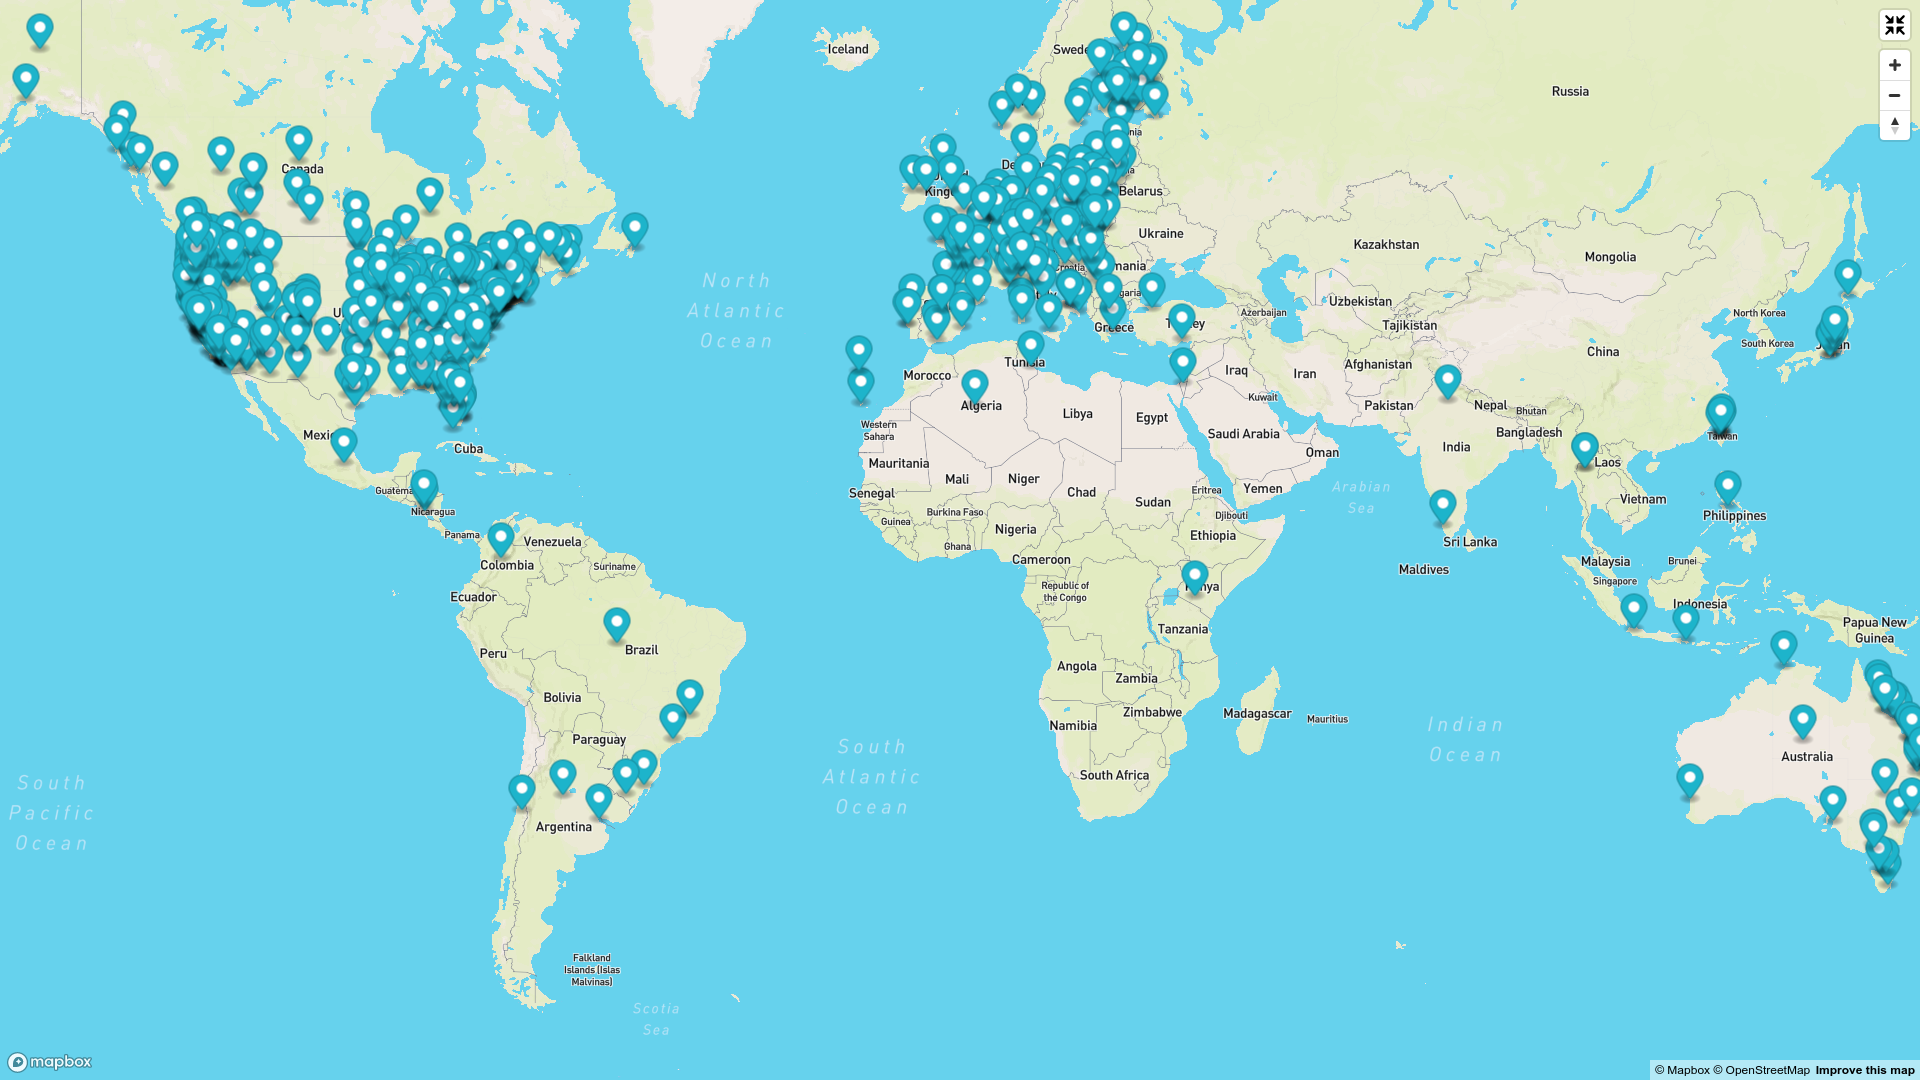 Iceland
Swede
Russia
Canada
United
Kingdom
Belarus
Ukraine
Kazakhstan
Mongolia
North
Atlantic
Ocean
Croatia
Uzbekistan
Azerbaijan
North Korea
Greece
Turkey
Tajikistan
South Korea
Japan
China
Tunisia
Afghanistan
Iraq
Iran
Morocco
Algeria
Libya
Egypt
Kuwait
Pakistan
Nepal
Bhutan
Western
Sahara
Saudi Arabia
Bangladesh
Taiwan
Mexi
Cuba
India
Oman
Laos
Mauritania
Mali
Niger
Chad
Sudan
Eritrea
Yemen
Arabian
Sea
Guatema
Senegal
Vietnam
Nicaragua
Burkina Faso
Djibouti
Philippines
Guinea
Nigeria
Panama
Venezuela
Ghana
Ethiopia
Sri Lanka
Colombia
Suriname
Cameroon
Maldives
Malaysia
Brunei
Singapore
Republic of
the Congo
Kenya
Ecuador
Indonesia
Papua New
Guinea
Tanzania
Peru
Brazil
Angola
Zambia
Bolivia
Zimbabwe
Madagascar
Mauritius
Namibia
Indian
Ocean
Paraguay
South
Atlantic
Ocean
Australia
South Africa
South
Pacific
Ocean
Argentina
Falkland
Islands (Islas
Malvinas)
Scotia
Sea
mapbox
© Mapbox © OpenStreetMap Improve this map